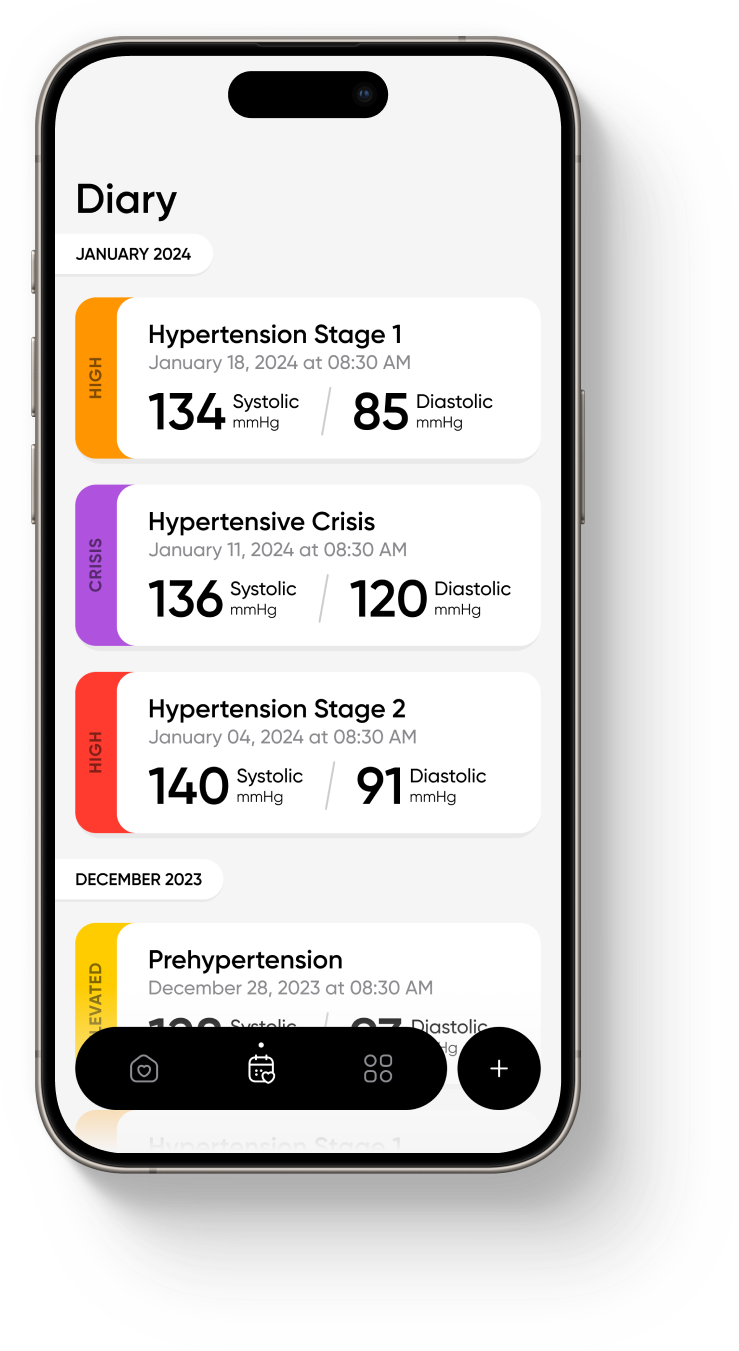 Diary
JANUARY 2024
HIGH
Hypertension Stage 1
January 18, 2024 at 08:30 AM
134 Systolic mmHg 85 Diastolic mmHg
CRISIS
Hypertensive Crisis
January 11, 2024 at 08:30 AM
136 Systolic mmHg 120 Diastolic mmHg
HIGH
Hypertension Stage 2
January 04, 2024 at 08:30 AM
140 Systolic mmHg 91 Diastolic mmHg
DECEMBER 2023
Prehypertension
December 28, 2023 at 08:30 AM
Systolic Diastolic
Hypertension Stage 1